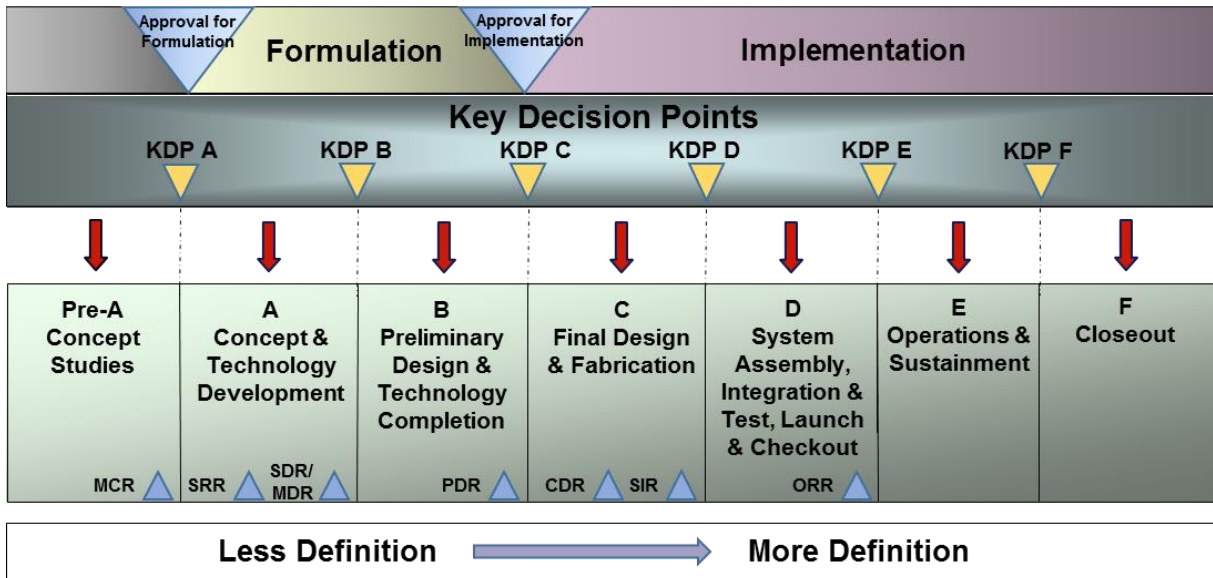 Approval for
Formulation
Formulation
Approval for
Implementation
Implementation
Key Decision Points
KDP A
KDP B
KDP C
KDP D
KDP E
KDP F
Pre-A
Concept
Studies
A
Concept &
Technology
Development
B
Preliminary
Design &
Technology
Completion
C
Final Design
& Fabrication
D
System
Assembly,
Integration &
Test, Launch
& Checkout
E
Operations &
Sustainment
F
Closeout
MCR
SRR
SDR/
MDR
PDR
CDR
SIR
ORR
Less Definition
More Definition